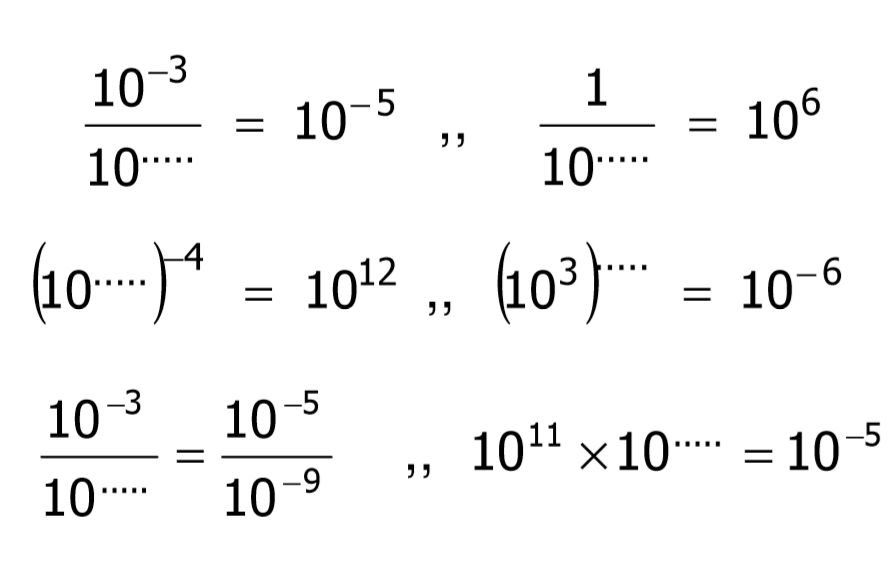 10^–3 / 10^..... = 10^–5 ,, 1 / 10^..... = 10^6
(10^.....)^–4 = 10^12 ,, (10^3)^..... = 10^–6
10^–3 / 10^..... = 10^–5 / 10^–9 ,, 10^11 × 10^..... = 10^–5